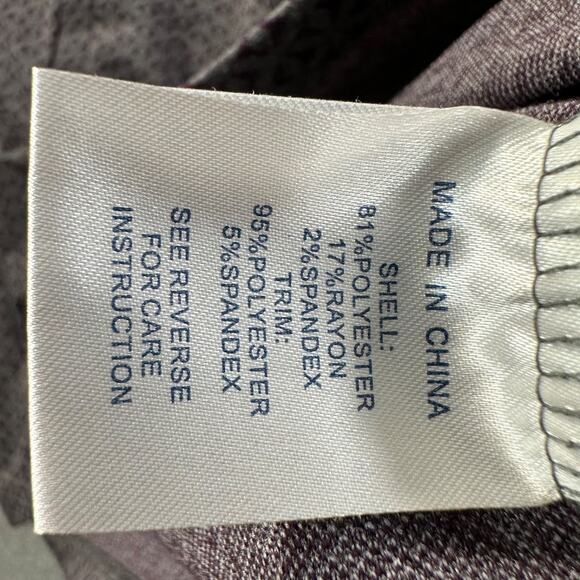 MADE IN CHINA
SHELL:
81%POLYESTER
17%RAYON
2%SPANDEX
TRIM:
95%POLYESTER
5%SPANDEX
SEE REVERSE
FOR CARE
INSTRUCTION